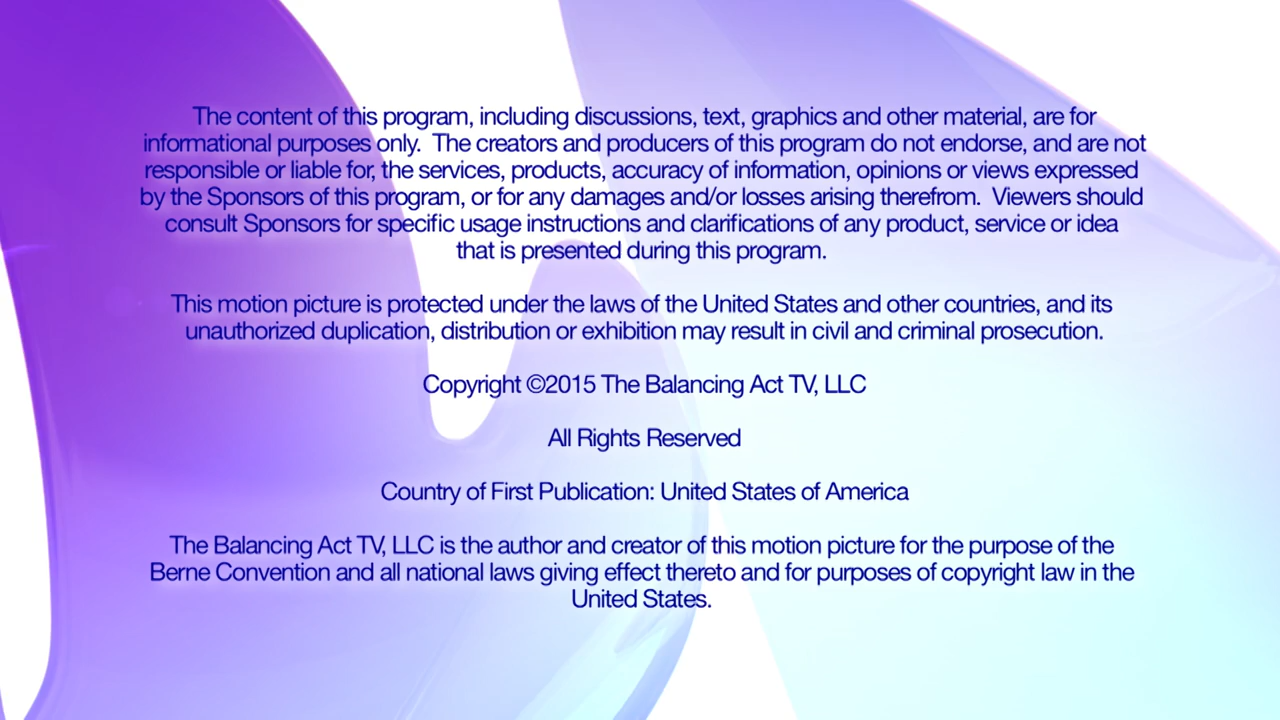 The content of this program, including discussions, text, graphics and other material, are for
informational purposes only.  The creators and producers of this program do not endorse, and are not
responsible or liable for, the services, products, accuracy of information, opinions or views expressed
by the Sponsors of this program, or for any damages and/or losses arising therefrom.  Viewers should
consult Sponsors for specific usage instructions and clarifications of any product, service or idea
that is presented during this program.
This motion picture is protected under the laws of the United States and other countries, and its
unauthorized duplication, distribution or exhibition may result in civil and criminal prosecution.
Copyright ©2015 The Balancing Act TV, LLC
All Rights Reserved
Country of First Publication: United States of America
The Balancing Act TV, LLC is the author and creator of this motion picture for the purpose of the
Berne Convention and all national laws giving effect thereto and for purposes of copyright law in the
United States.